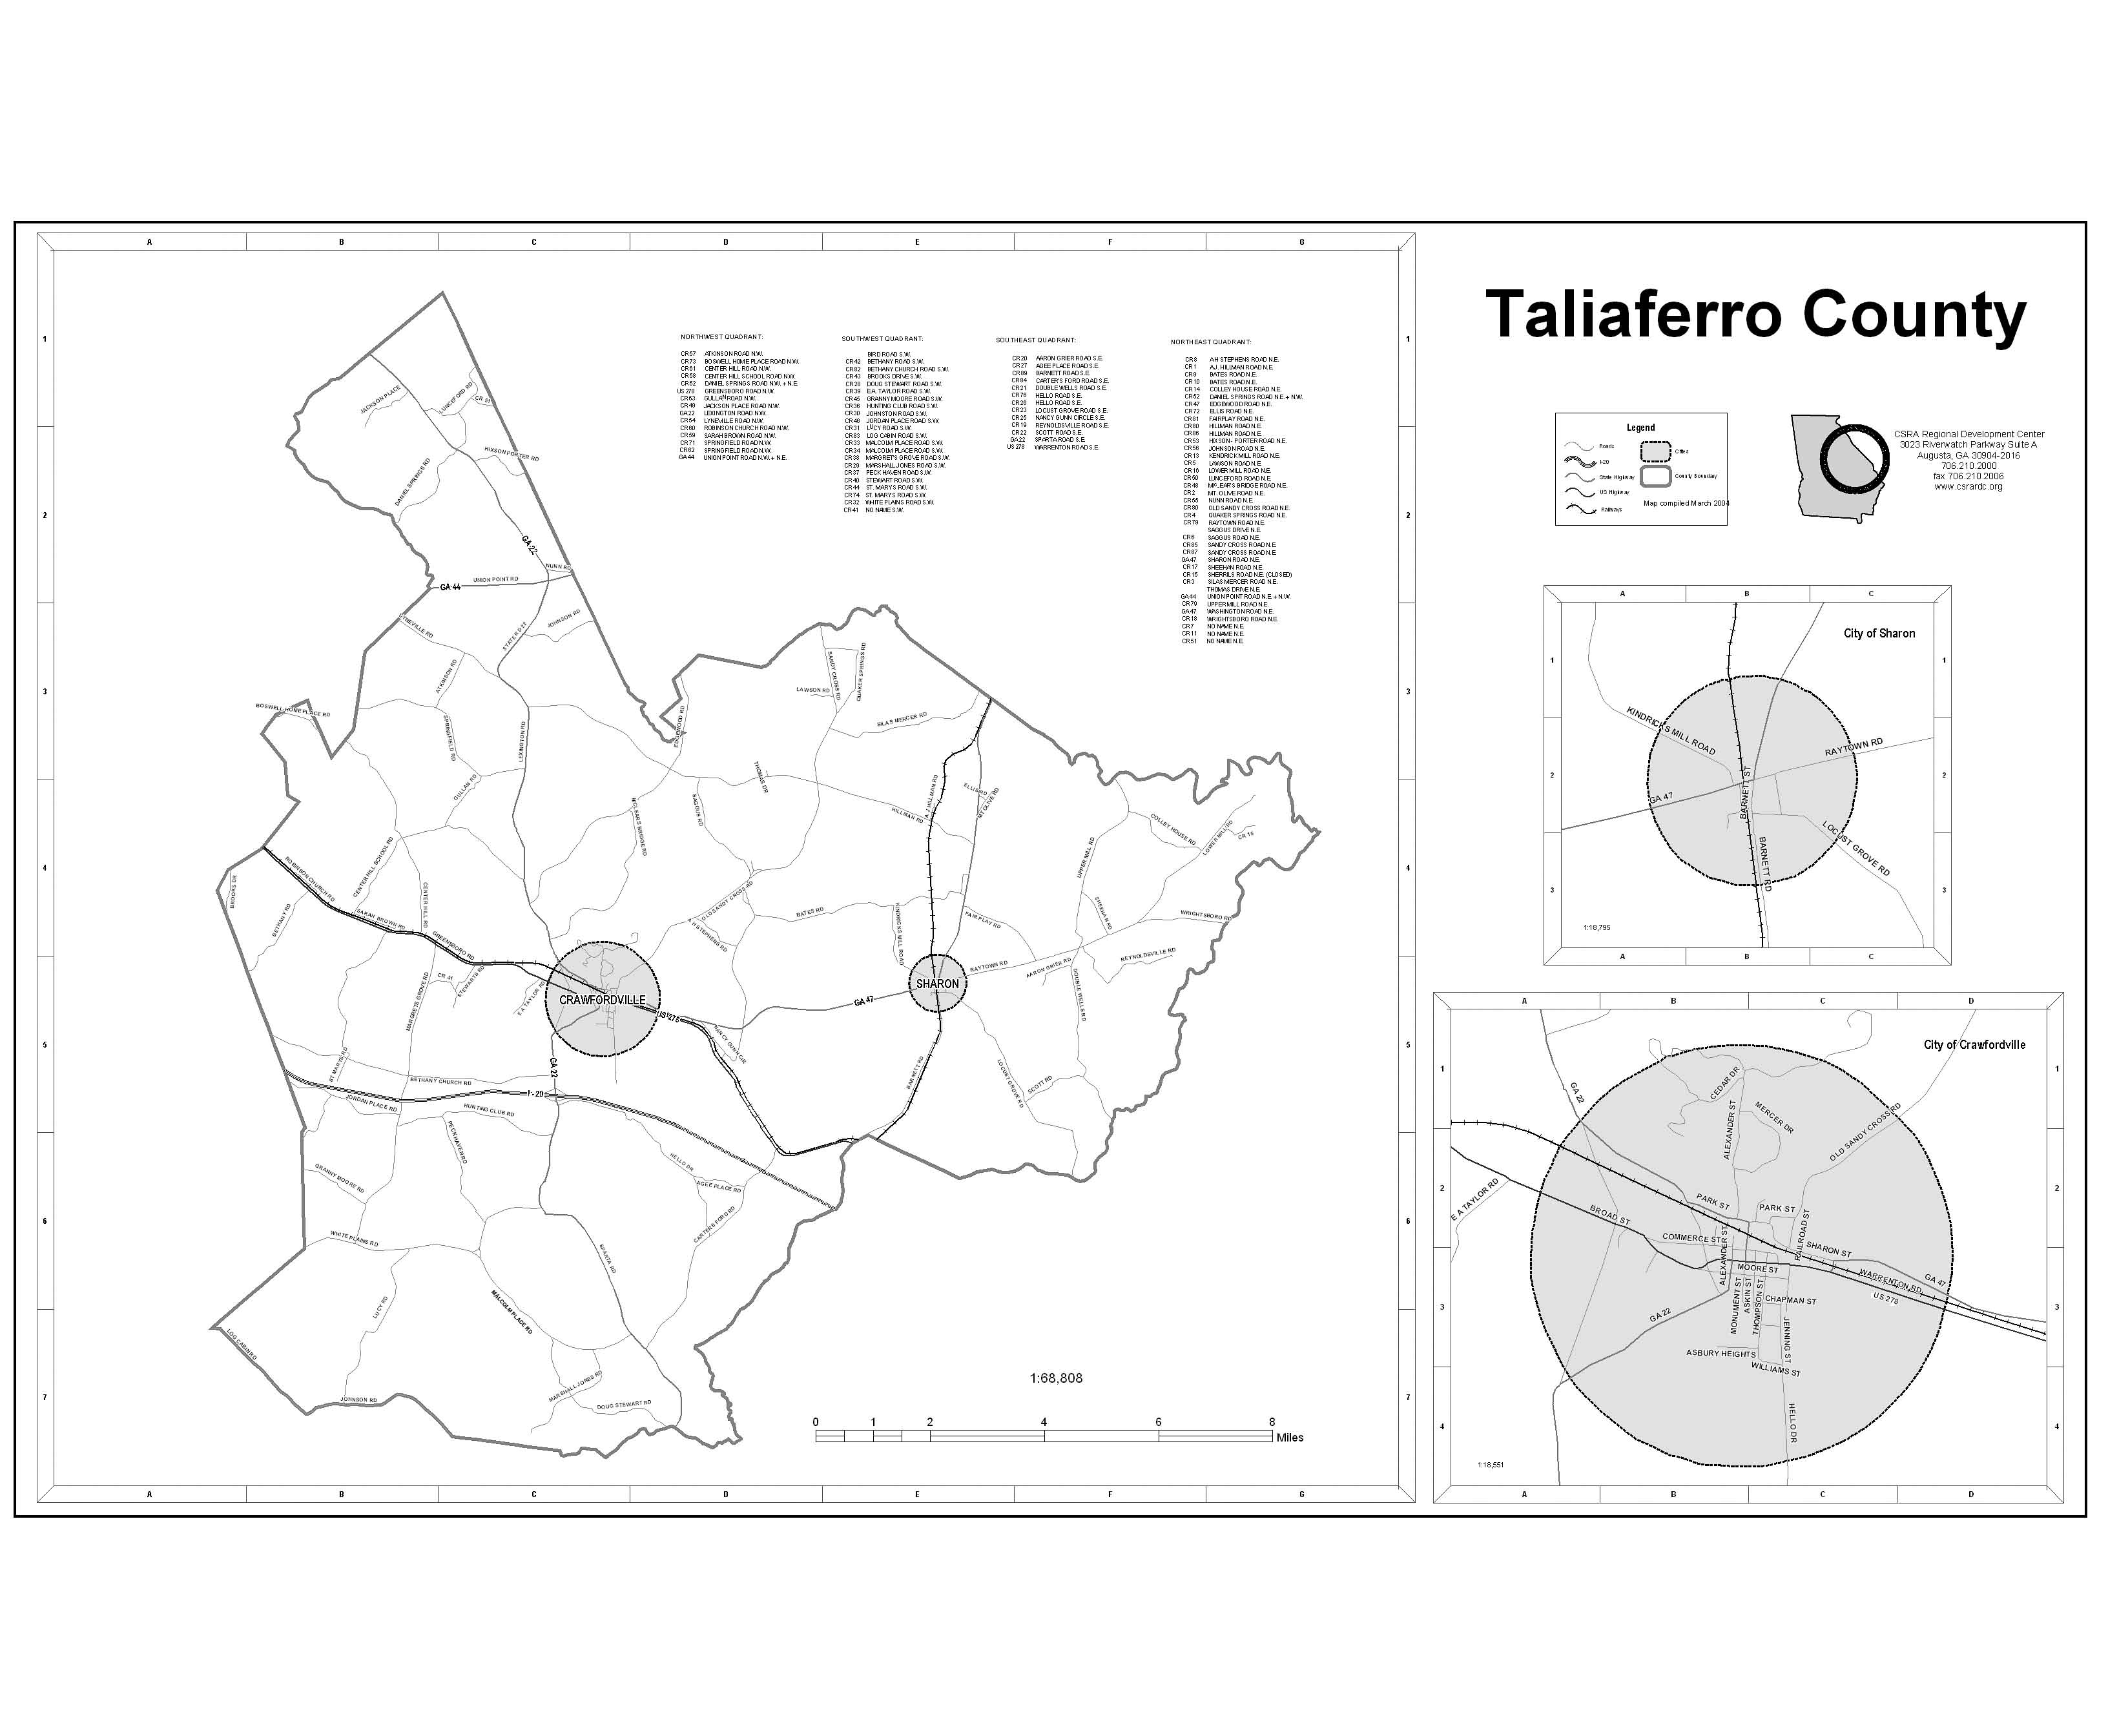 Taliaferro County
A B C D E F G
1
2
3
4
5
6
7
NORTHWEST QUADRANT:
CR57 ATKINSON ROAD N.W.
CR73 BOSWELL HOME PLACE ROAD N.W.
CR61 CENTER HILL ROAD N.W.
CR58 CENTER HILL SCHOOL ROAD N.W.
CR52 DANIEL SPRINGS ROAD N.W. + N.E.
US 278 GREENSBORO ROAD N.W.
CR63 GULLAN ROAD N.W.
CR49 JACKSON PLACE ROAD N.W.
GA22 LEXINGTON ROAD N.W.
CR54 LYNEVILLE ROAD N.W.
CR60 ROBINSON CHURCH ROAD N.W.
CR59 SARAH BROWN ROAD N.W.
CR71 SPRINGFIELD ROAD N.W.
CR62 SPRINGFIELD ROAD N.W.
GA44 UNION POINT ROAD N.W. + N.E.
SOUTHWEST QUADRANT:
BIRD ROAD S.W.
CR42 BETHANY ROAD S.W.
CR82 BETHANY CHURCH ROAD S.W.
CR43 BROOKS DRIVE S.W.
CR28 DOUG STEWART ROAD S.W.
CR39 E.A. TAYLOR ROAD S.W.
CR45 GRANNY MOORE ROAD S.W.
CR36 HUNTING CLUB ROAD S.W.
CR30 JOHNSTON ROAD S.W.
CR46 JORDAN PLACE ROAD S.W.
CR31 LUCY ROAD S.W.
CR83 LOG CABIN ROAD S.W.
CR33 MALCOLM PLACE ROAD S.W.
CR34 MALCOLM PLACE ROAD S.W.
CR38 MARGRET'S GROVE ROAD S.W.
CR29 MARSHALL JONES ROAD S.W.
CR37 PECK HAVEN ROAD S.W.
CR40 STEWART ROAD S.W.
CR44 ST. MARYS ROAD S.W.
CR74 ST. MARYS ROAD S.W.
CR32 WHITE PLAINS ROAD S.W.
CR41 NO NAME S.W.
SOUTHEAST QUADRANT:
CR20 AARON GRIER ROAD S.E.
CR27 AGEE PLACE ROAD S.E.
CR89 BARNETT ROAD S.E.
CR84 CARTER'S FORD ROAD S.E.
CR21 DOUBLE WELLS ROAD S.E.
CR76 HELLO ROAD S.E.
CR26 HELLO ROAD S.E.
CR23 LOCUST GROVE ROAD S.E.
CR25 NANCY GUNN CIRCLE S.E.
CR19 REYNOLDSVILLE ROAD S.E.
CR22 SCOTT ROAD S.E.
GA22 SPARTA ROAD S.E.
US 278 WARRENTON ROAD S.E.
NORTHEAST QUADRANT:
CR8 AH STEPHENS ROAD N.E.
CR1 A.J. HILLMAN ROAD N.E.
CR9 BATES ROAD N.E.
CR10 BATES ROAD N.E.
CR14 COLLEY HOUSE ROAD N.E.
CR52 DANIEL SPRINGS ROAD N.E. + N.W.
CR47 EDGEWOOD ROAD N.E.
CR72 ELLIS ROAD N.E.
CR81 FAIRPLAY ROAD N.E.
CR80 HILLMAN ROAD N.E.
CR86 HILLMAN ROAD N.E.
CR53 HIXSON - PORTER ROAD N.E.
CR56 JOHNSON ROAD N.E.
CR13 KENDRICK MILL ROAD N.E.
CR5 LAWSON ROAD N.E.
CR16 LOWER MILL ROAD N.E.
CR50 LUNCEFORD ROAD N.E.
CR48 BRIDGE ROAD N.E.
CR2 MT. OLIVE ROAD N.E.
CR55 NUNN ROAD N.E.
CR80 OLD SANDY CROSS ROAD N.E.
CR4 QUAKER SPRINGS ROAD N.E.
CR79 RAYTOWN ROAD N.E.
SAGGUS DRIVE N.E.
CR6 SAGGUS ROAD N.E.
CR85 SANDY CROSS ROAD N.E.
CR87 SANDY CROSS ROAD N.E.
GA47 SHARON ROAD N.E.
CR17 SHEEHAN ROAD N.E.
CR15 SHERRILS ROAD N.E. (CLOSED)
CR3 SILAS MERCER ROAD N.E.
THOMAS DRIVE N.E.
GA44 UNION POINT ROAD N.E. + N.W.
CR79 UPPER MILL ROAD N.E.
GA47 WASHINGTON ROAD N.E.
CR18 WRIGHTSBORO ROAD N.E.
CR7 NO NAME N.E.
CR11 NO NAME N.E.
CR51 NO NAME N.E.
JACKSON PLACE
LUNCEFORD RD
CR 51
HIXSON PORTER RD
DANIEL SPRINGS RD
GA 22
NUNN RD
GA 44
UNION POINT RD
LYNEVILLE RD
STATE RD 22
JOHNSON RD
ATKINSON RD
BOSWELL HOME PLACE RD
SPRINGFIELD RD
LEXINGTON RD
EDGEWOOD RD
LAWSON RD
SANDY CROSS RD
QUAKER SPRINGS RD
SILAS MERCER RD
GULLAN RD
THOMAS DR
SAGGUS RD
BRIDGE RD
A J HILLMAN RD
ELLIS RD
MT OLIVE RD
HILLMAN RD
COLLEY HOUSE RD
LOWER MILL RD
CR 15
UPPER MILL RD
ROBINSON CHURCH RD
CENTER HILL SCHOOL RD
CENTER HILL RD
BROOKS DR
BETHANY RD
SARAH BROWN RD
GREENSBORO RD
OLD SANDY CROSS RD
A H STEPHENS RD
BATES RD
KINDRICKS MILL ROAD
FAIR PLAY RD
SHEEHAN RD
WRIGHTSBORO RD
CR 41
STEWARTS RD
MARGRETS GROVE RD
E A TAYLOR RD
CRAWFORDVILLE
US 278
GA 47
SHARON
RAYTOWN RD
AARON GRIER RD
DOUBLE WELLS RD
REYNOLDSVILLE RD
NANCY GUNN CIR
ST MARYS RD
BETHANY CHURCH RD
GA 22
I - 20
BARNETT RD
LOCUST GROVE RD
SCOTT RD
JORDAN PLACE RD
HUNTING CLUB RD
PECK HAVEN RD
GRANNY MOORE RD
HELLO DR
AGEE PLACE RD
CARTERS FORD RD
WHITE PLAINS RD
SPARTA RD
LUCY RD
MALCOLM PLACE RD
LOG CABIN RD
JOHNSON RD
MARSHALL JONES RD
DOUG STEWART RD
1:68,808
0 1 2 4 6 8
Miles
A B C D E F G
Legend
Roads
I-20
State Highway
US Highway
Railways
Cities
County Boundary
Map compiled March 2004
CSRA Regional Development Center
3023 Riverwatch Parkway Suite A
Augusta, GA 30904-2016
706.210.2000
fax 706.210.2006
www.csrardc.org
A B C
City of Sharon
1
2
3
KINDRICKS MILL ROAD
RAYTOWN RD
GA 47
BARNETT ST
LOCUST GROVE RD
BARNETT RD
1:18,795
A B C
A B C D
City of Crawfordville
1
2
3
4
GA 22
CEDAR DR
ALEXANDER ST
MERCER DR
OLD SANDY CROSS RD
E A TAYLOR RD
BROAD ST
PARK ST
PARK ST
RAILROAD ST
COMMERCE ST
ALEXANDER ST
SHARON ST
MOORE ST
WARRENTON RD
GA 47
US 278
MONUMENT ST
ASKIN ST
THOMPSON ST
CHAPMAN ST
GA 22
JENNING ST
ASBURY HEIGHTS
WILLIAMS ST
HELLO DR
1:18,551
A B C D